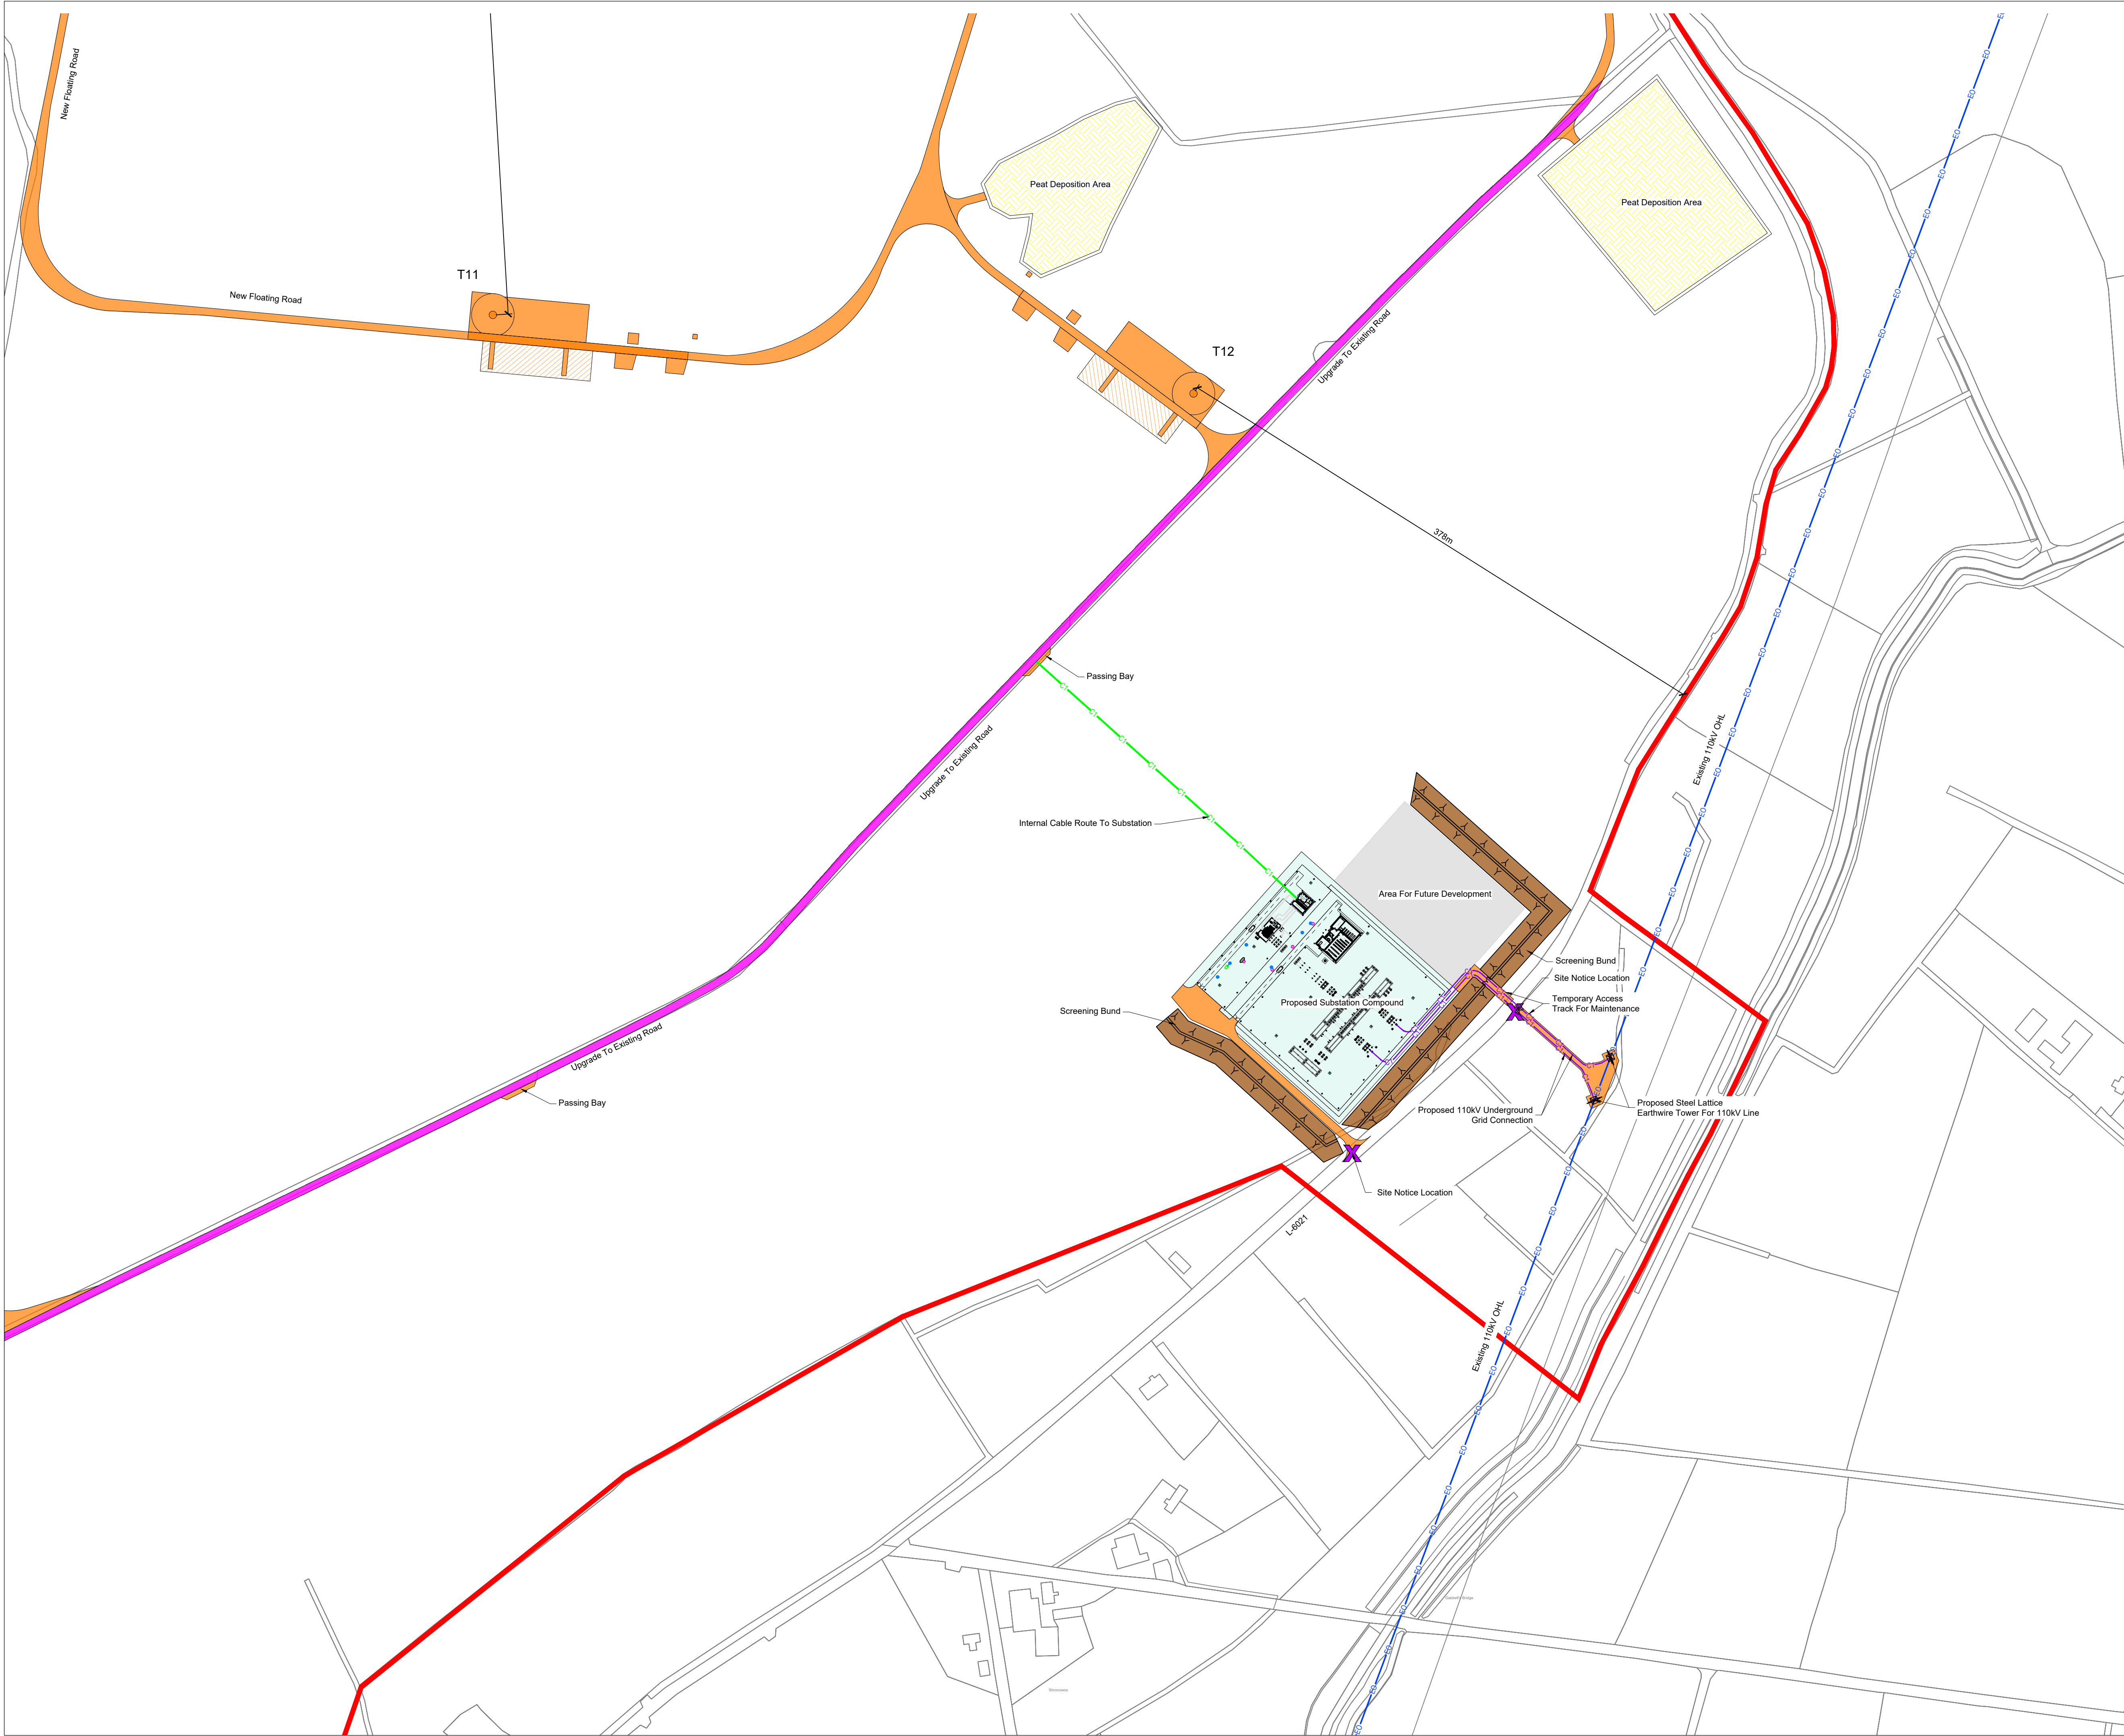 New Floating Road
Peat Deposition Area
Peat Deposition Area
T11
New Floating Road
T12
Upgrade To Existing Road
378m
Passing Bay
Upgrade To Existing Road
Existing 110kV OHL
Internal Cable Route To Substation
Area For Future Development
Screening Bund
Site Notice Location
Temporary Access
Track For Maintenance
Proposed Substation Compound
Screening Bund
Upgrade To Existing Road
Passing Bay
Proposed 110kV Underground
Grid Connection
Proposed Steel Lattice
Earthwire Tower For 110kV Line
Site Notice Location
L-6021
Existing 110kV OHL
EO